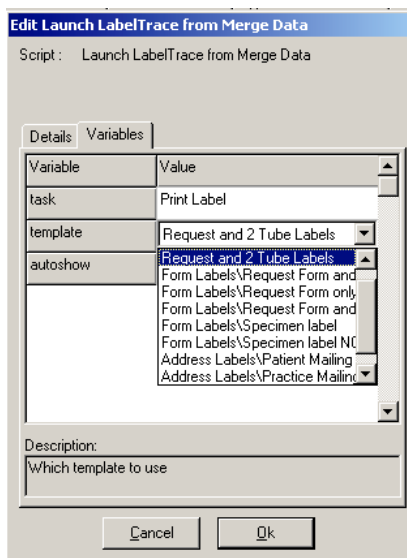 Edit Launch LabelTrace from Merge Data
Script : Launch LabelTrace from Merge Data
Details Variables
Variable Value
task Print Label
template Request and 2 Tube Labels
autoshow
Request and 2 Tube Labels
Form Labels\Request Form and
Form Labels\Request Form only
Form Labels\Request Form and
Form Labels\Specimen label
Form Labels\Specimen label
Address Labels\Patient Mailing
Address Labels\Practice Mailing
Description:
Which template to use
Cancel Ok